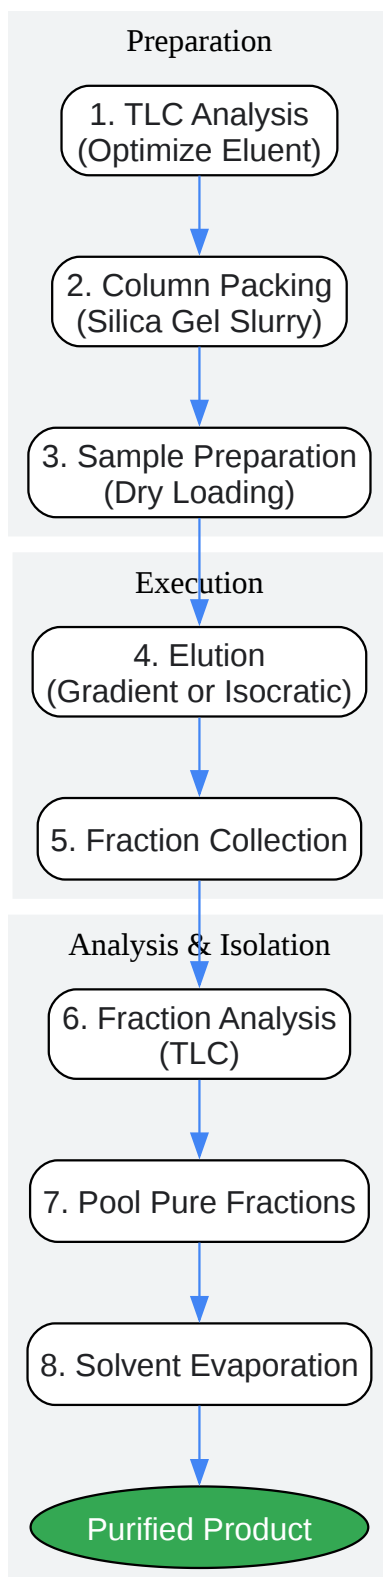 Preparation
1. TLC Analysis
(Optimize Eluent)
2. Column Packing
(Silica Gel Slurry)
3. Sample Preparation
(Dry Loading)
Execution
4. Elution
(Gradient or Isocratic)
5. Fraction Collection
Analysis & Isolation
6. Fraction Analysis
(TLC)
7. Pool Pure Fractions
8. Solvent Evaporation
Purified Product